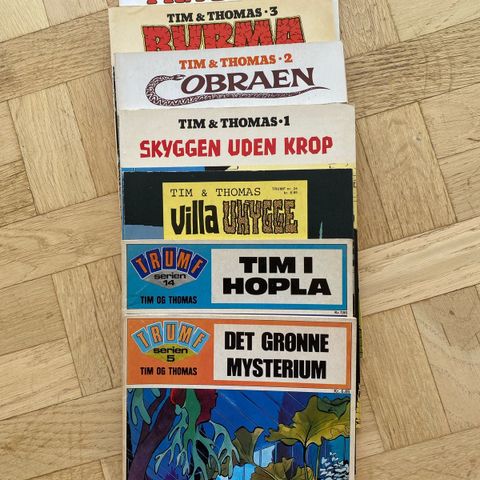 TIM & THOMAS • 3
BURMA
TIM & THOMAS • 2
COBRAEN
TIM & THOMAS • 1
SKYGGEN UDEN KROP
TIM & THOMAS
Villa UHYGGE
TRUMF
serien
14
TIM OG THOMAS
TIM I
HOPLA
TRUMF
serien
5
TIM OG THOMAS
DET GRØNNE
MYSTERIUM